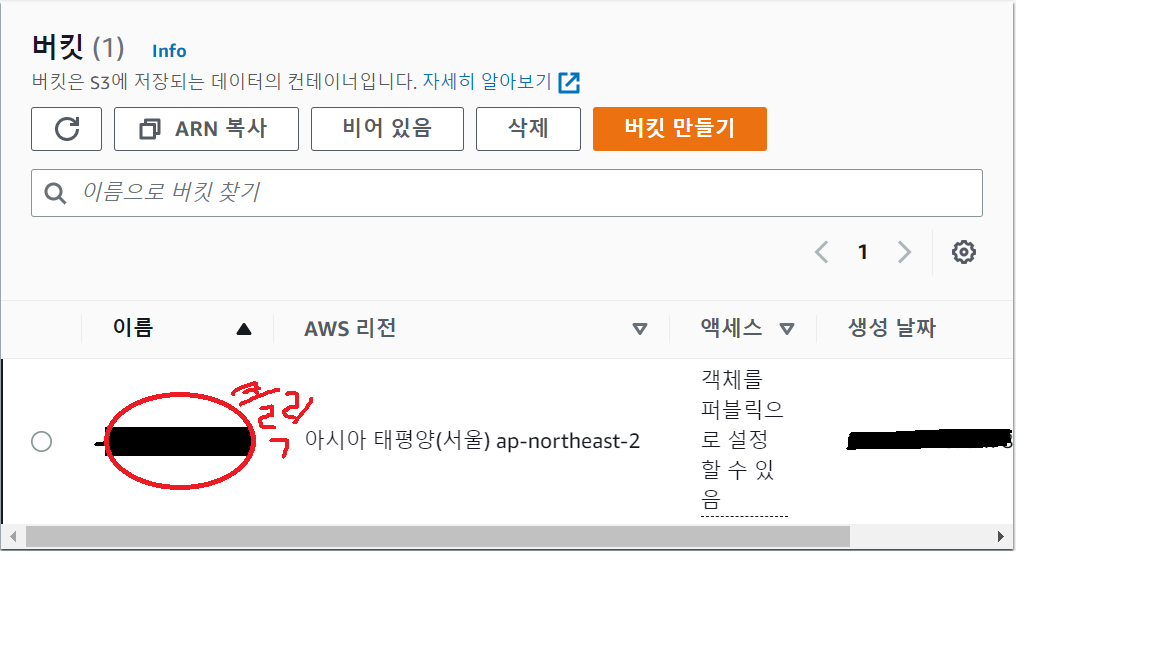 버킷 (1) Info
버킷은 S3에 저장되는 데이터의 컨테이너입니다. 자세히 알아보기
ARN 복사 비어 있음 삭제 버킷 만들기
이름으로 버킷 찾기
1
이름 AWS 리전 액세스 생성 날짜
클릭
아시아 태평양(서울) ap-northeast-2
객체를
퍼블릭으
로 설정
할 수 있
음